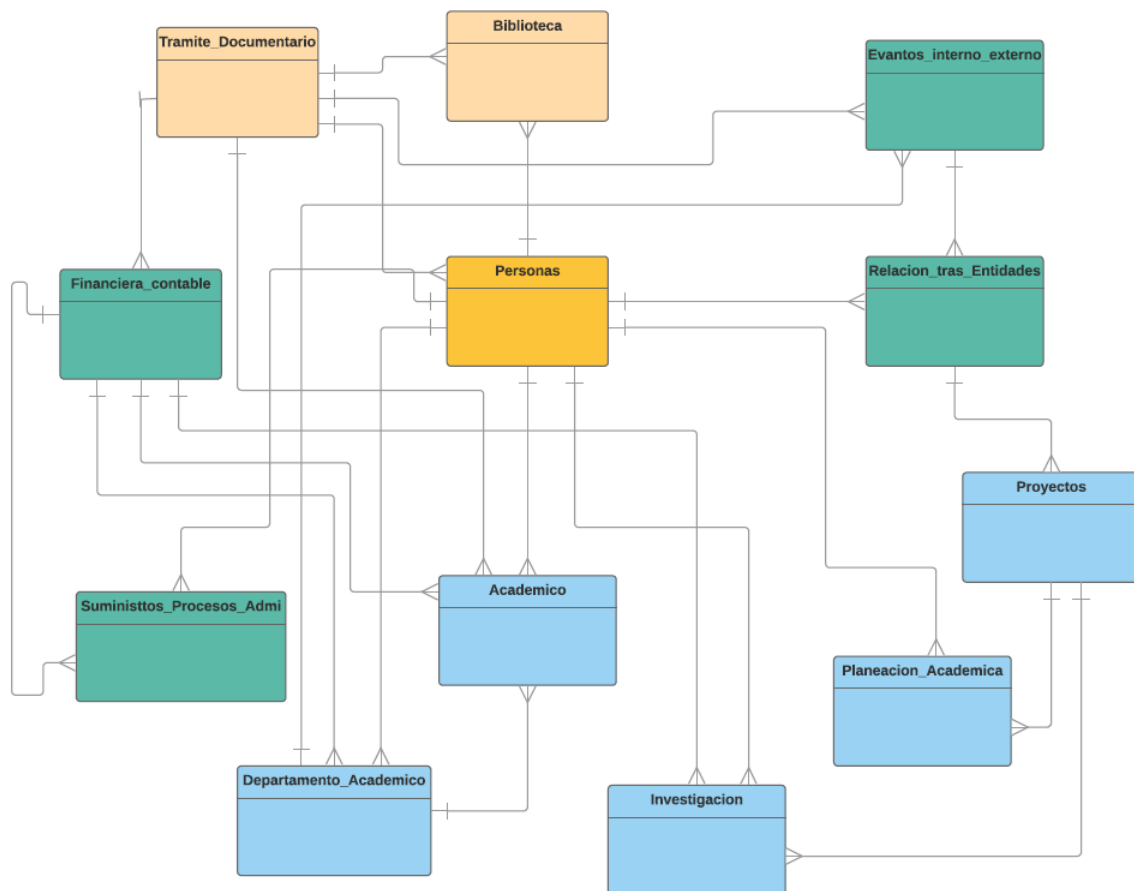 Biblioteca
Tramite_Documentario
Evantos_interno_externo
Personas
Relacion_tras_Entidades
Financiera_contable
Proyectos
Academico
Suministtos_Procesos_Admi
Planeacion_Academica
Departamento_Academico
Investigacion